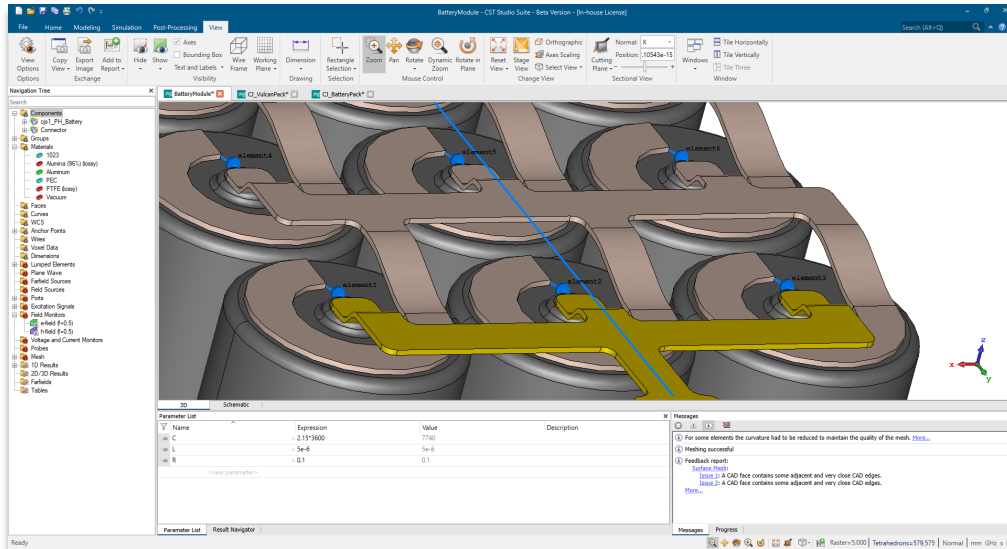 BatteryModule - CST Studio Suite - Beta Version - [In-house License]
File Home Modeling Simulation Post-Processing View Search (Alt+Q)
View Options
Copy View
Export Image
Add to Report
Hide
Show
Axes
Bounding Box
Text and Labels
Wire Frame
Working Plane
Dimension
Rectangle Selection
Zoom
Pan
Rotate
Dynamic Zoom
Rotate in Plane
Reset View
Stage View
Orthographic
Axes Scaling
Select View
Cutting Plane
Normal: X
Position: .10543e-15
Windows
Tile Horizontally
Tile Vertically
Tile Three
Options Exchange Visibility Drawing Selection Mouse Control Change View Sectional View Window
Navigation Tree
Search
Components
cjs1_PH_Battery
Connector
Groups
Materials
1023
Alumina (96%) (lossy)
Aluminum
PEC
PTFE (lossy)
Vacuum
Faces
Curves
WCS
Anchor Points
Wires
Voxel Data
Dimensions
Lumped Elements
Plane Wave
Farfield Sources
Field Sources
Ports
Excitation Signals
Field Monitors
e-field (f=0.5)
h-field (f=0.5)
Voltage and Current Monitors
Probes
Mesh
1D Results
2D/3D Results
Farfields
Tables
BatteryModule* CJ_VulcanPack* CJ_BatteryPack*
element4
element5
element6
element1
element2
element3
z
x
y
3D Schematic
Parameter List
Name Expression Value Description
C = 2.15*3600 7740
L = 5e-6 5e-6
R = 0.1 0.1
<new parameter>
Parameter List Result Navigator
Messages
For some elements the curvature had to be reduced to maintain the quality of the mesh. More...
Meshing successful
Feedback report:
Surface Mesh:
Issue 1: A CAD face contains some adjacent and very close CAD edges.
Issue 2: A CAD face contains some adjacent and very close CAD edges.
More...
Messages Progress
Ready
Raster=5.000 Tetrahedrons=579,575 Normal mm GHz s